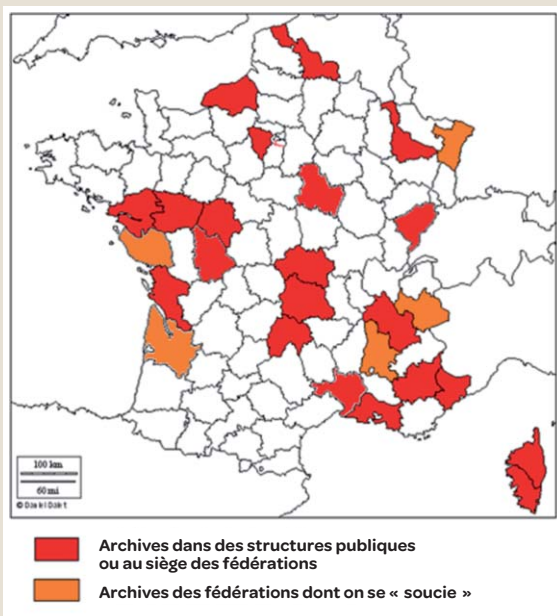 100 km
60 mi
Archives dans des structures publiques
ou au siège des fédérations
Archives des fédérations dont on se « soucie »